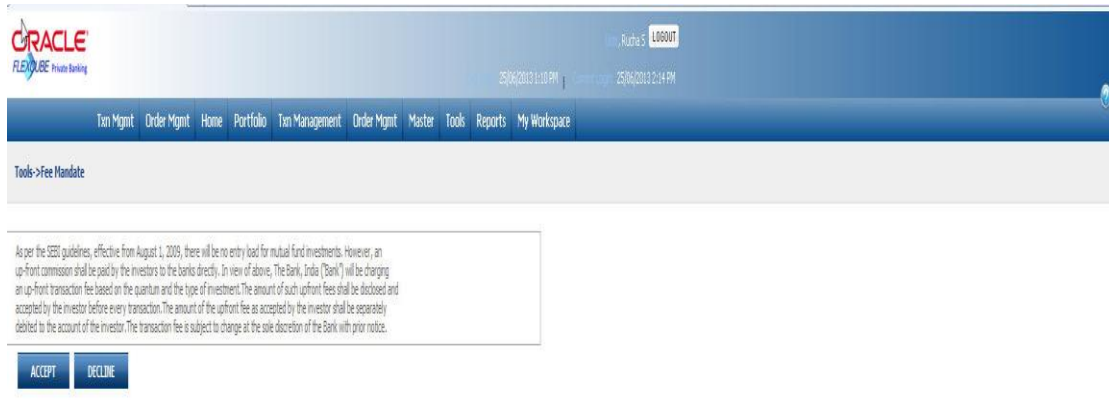 ORACLE
FLEXCUBE Private Banking
, Rucha S LOGOUT
25/06/2013 1:10 PM | 25/06/2013 2:14 PM
Txn Mgmt Order Mgmt Home Portfolio Txn Management Order Mgmt Master Tools Reports My Workspace
Tools->Fee Mandate
As per the SEBI guidelines, effective from August 1, 2009, there will be no entry load for mutual fund investments. However, an
up-front commission shall be paid by the investors to the banks directly. In view of above, The Bank, India ("Bank") will be charging
an up-front transaction fee based on the quantum and the type of investment.The amount of such upfront fees shall be disclosed and
accepted by the investor before every transaction.The amount of the upfront fee as accepted by the investor shall be separately
debited to the account of the investor.The transaction fee is subject to change at the sole discretion of the Bank with prior notice.
ACCEPT DECLINE